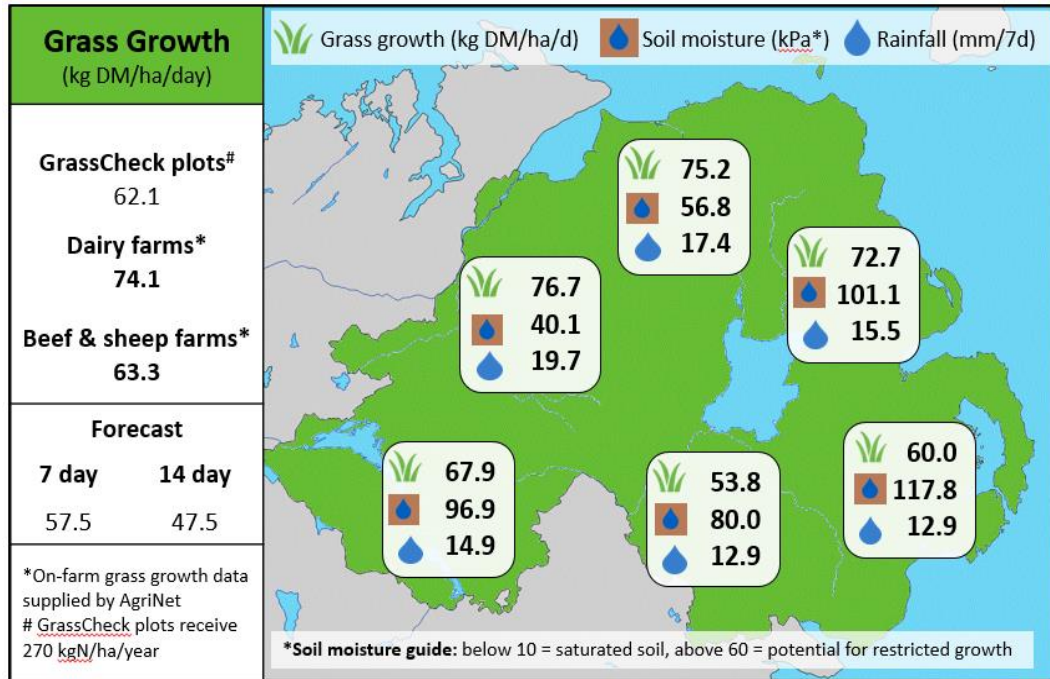 Grass Growth
(kg DM/ha/day)
GrassCheck plots#
62.1
Dairy farms*
74.1
Beef & sheep farms*
63.3
Forecast
7 day 14 day
57.5 47.5
*On-farm grass growth data
supplied by AgriNet
# GrassCheck plots receive
270 kgN/ha/year
Grass growth (kg DM/ha/d) Soil moisture (kPa*) Rainfall (mm/7d)
75.2
56.8
17.4
72.7
101.1
15.5
76.7
40.1
19.7
67.9
96.9
14.9
53.8
80.0
12.9
60.0
117.8
12.9
*Soil moisture guide: below 10 = saturated soil, above 60 = potential for restricted growth